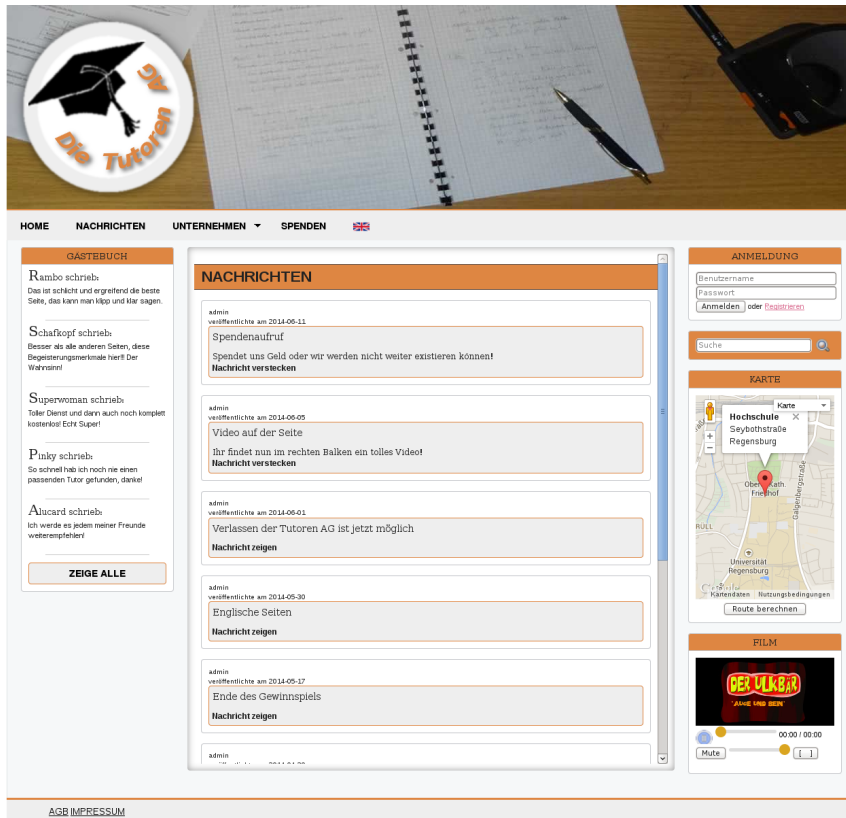 Die Tutoren AG
HOME NACHRICHTEN UNTERNEHMEN SPENDEN
GÄSTEBUCH
Rambo schrieb:
Das ist schlicht und ergreifend die beste
Seite, das kann man klipp und klar sagen.
Schafkopf schrieb:
Besser als alle anderen Seiten, diese
Begeisterungsmerkmale hier!! Der
Wahnsinn!
Superwoman schrieb:
Toller Dienst und dann auch noch komplett
kostenlos! Echt Super!
Pinky schrieb:
So schnell hab ich noch nie einen
passenden Tutor gefunden, danke!
Alucard schrieb:
Ich werde es jedem meiner Freunde
weiterempfehlen!
ZEIGE ALLE
NACHRICHTEN
admin
veröffentlichte am 2014-06-11
Spendenaufruf
Spendet uns Geld oder wir werden nicht weiter existieren können!
Nachricht verstecken
admin
veröffentlichte am 2014-06-05
Video auf der Seite
Ihr findet nun im rechten Balken ein tolles Video!
Nachricht verstecken
admin
veröffentlichte am 2014-06-01
Verlassen der Tutoren AG ist jetzt möglich
Nachricht zeigen
admin
veröffentlichte am 2014-05-30
Englische Seiten
Nachricht zeigen
admin
veröffentlichte am 2014-05-17
Ende des Gewinnspiels
Nachricht zeigen
admin
ANMELDUNG
Benutzername
Passwort
Anmelden oder Registrieren
Suche
KARTE
Karte
Hochschule
Seybothstraße
Regensburg
Kath.
Friedhof
Galgenbergstraße
Universität
Regensburg
Kartendaten Nutzungsbedingungen
Route berechnen
FILM
DER ULKBÄR
00:00 / 00:00
Mute [ ]
AGB IMPRESSUM